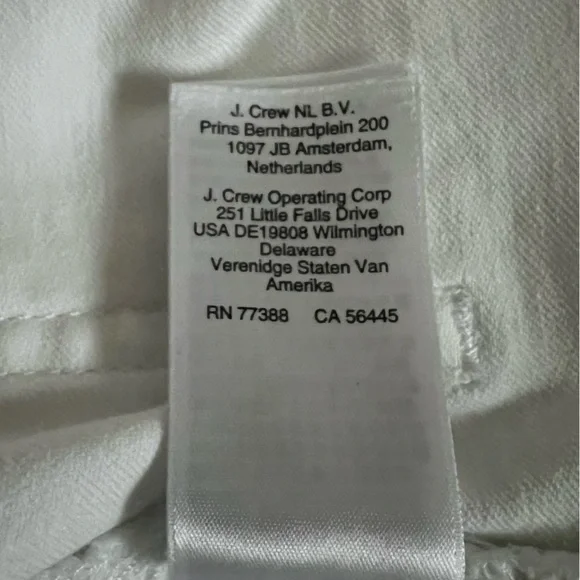 J. Crew NL B.V.
Prins Bernhardplein 200
1097 JB Amsterdam,
Netherlands
J. Crew Operating Corp
251 Little Falls Drive
USA DE19808 Wilmington
Delaware
Verenidge Staten Van
Amerika
RN 77388 CA 56445